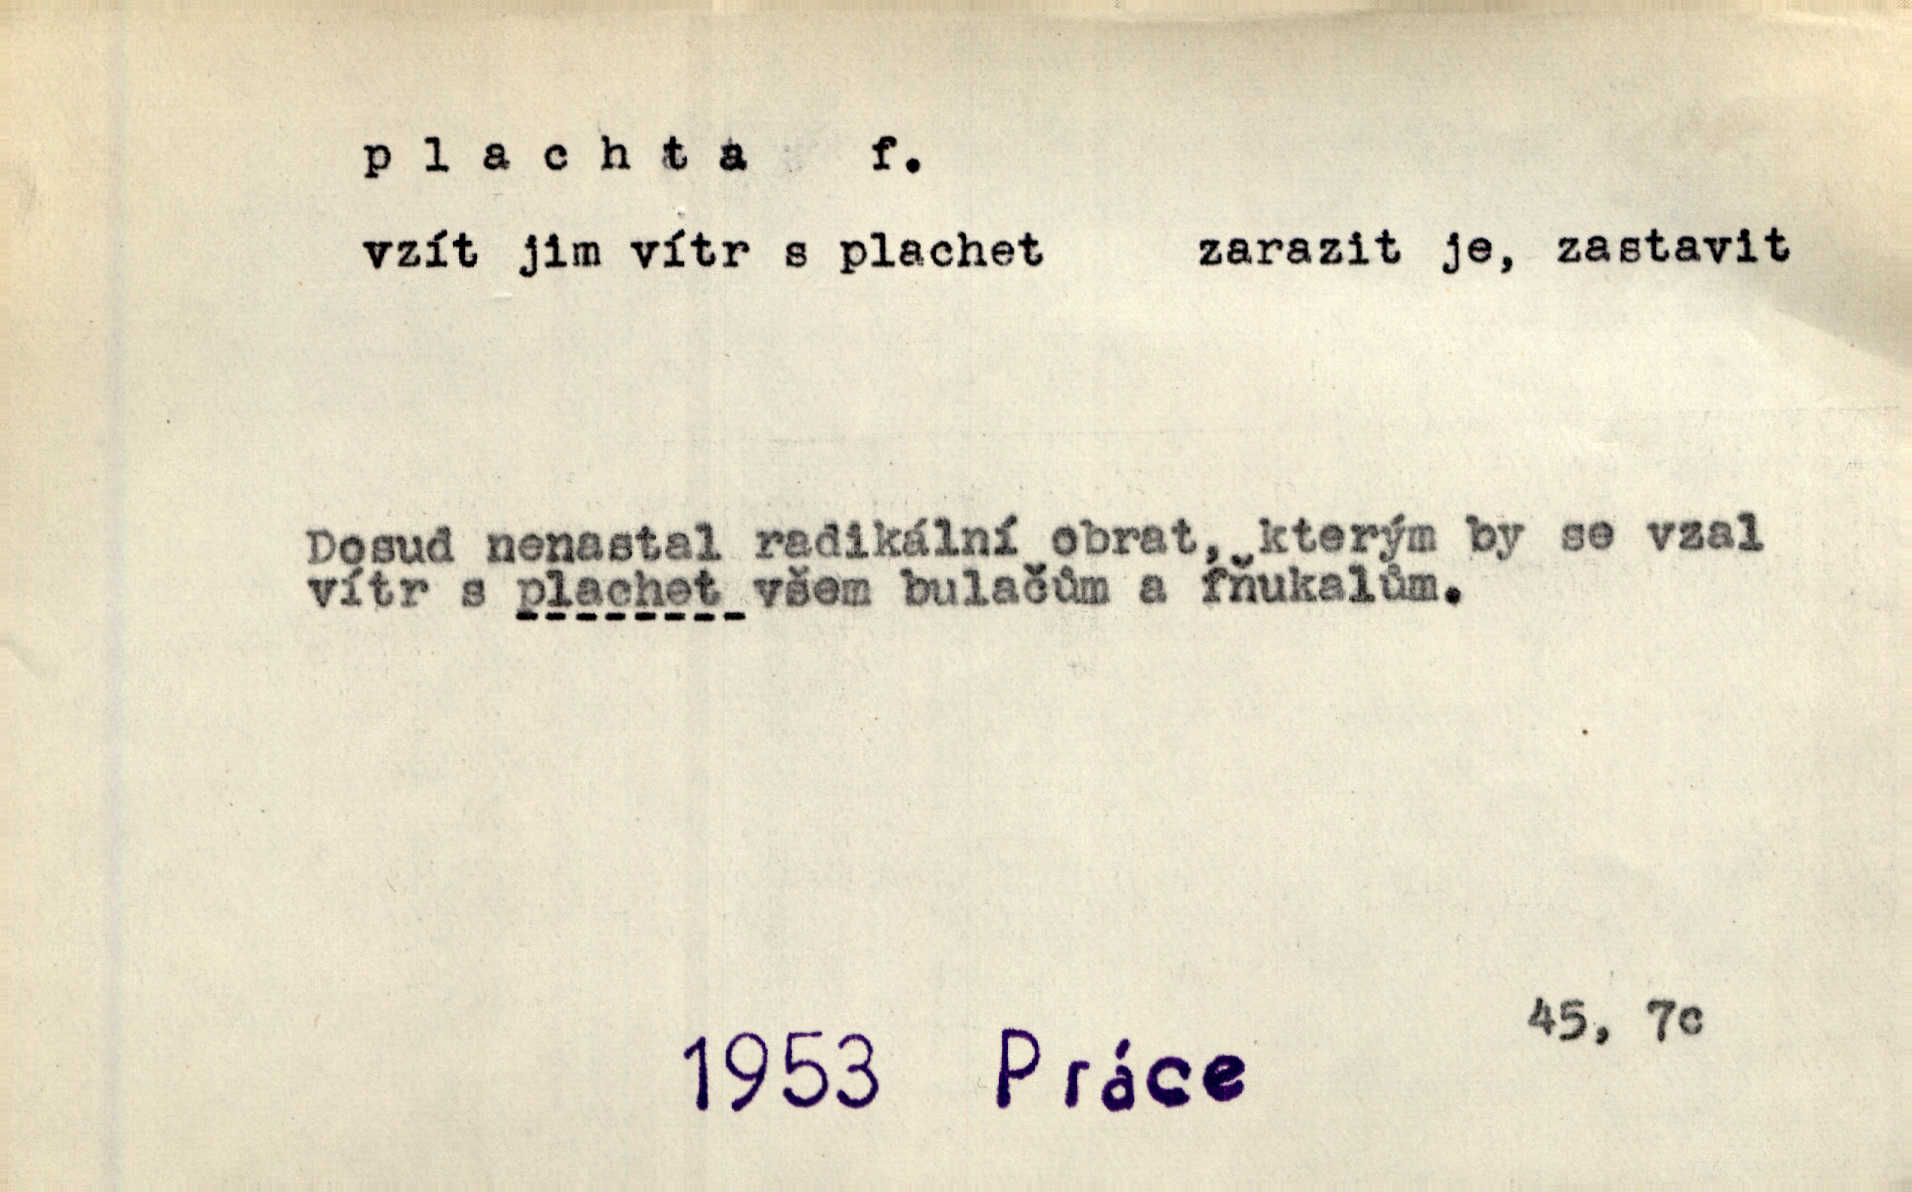 plachta f.
vzít jim vítr s plachet zarazit je, zastavit
Dosud nenastal radikální obrat, kterým by se vzal
vítr s plachet všem bulačům a fňukalům.
45, 7c
1953 Práce